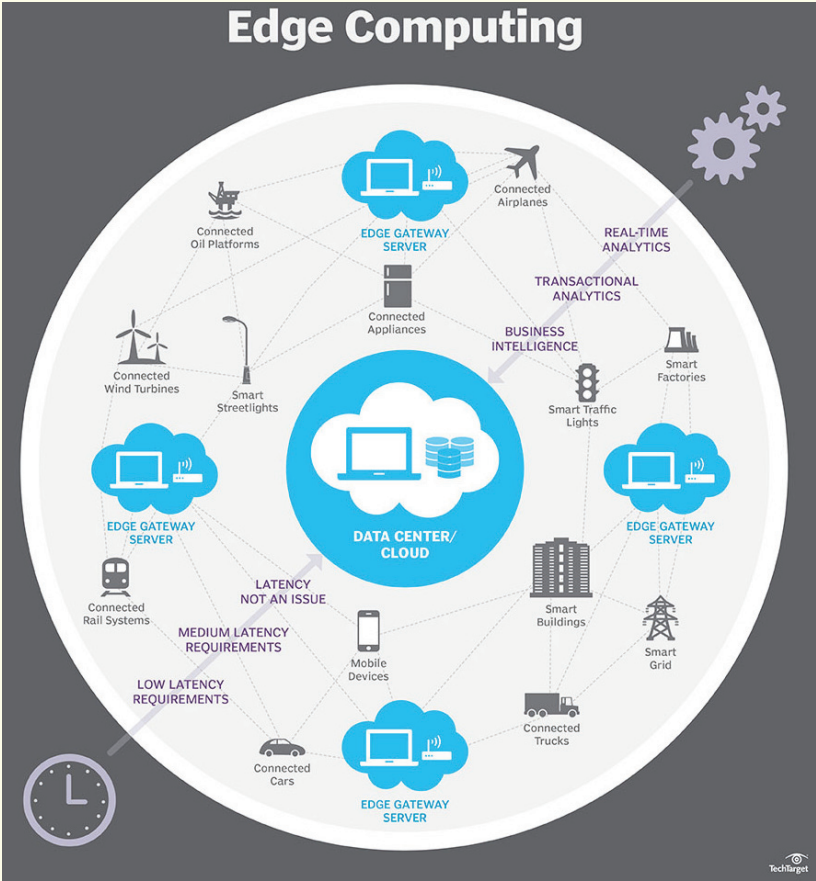 Edge Computing
Connected
Airplanes
Connected
Oil Platforms
EDGE GATEWAY
SERVER
REAL-TIME
ANALYTICS
TRANSACTIONAL
ANALYTICS
Connected
Appliances
BUSINESS
INTELLIGENCE
Connected
Wind Turbines
Smart
Streetlights
Smart
Factories
Smart Traffic
Lights
EDGE GATEWAY
SERVER
DATA CENTER/
CLOUD
EDGE GATEWAY
SERVER
LATENCY
NOT AN ISSUE
Connected
Rail Systems
Smart
Buildings
MEDIUM LATENCY
REQUIREMENTS
Mobile
Devices
Smart
Grid
LOW LATENCY
REQUIREMENTS
Connected
Trucks
Connected
Cars
EDGE GATEWAY
SERVER
TechTarget